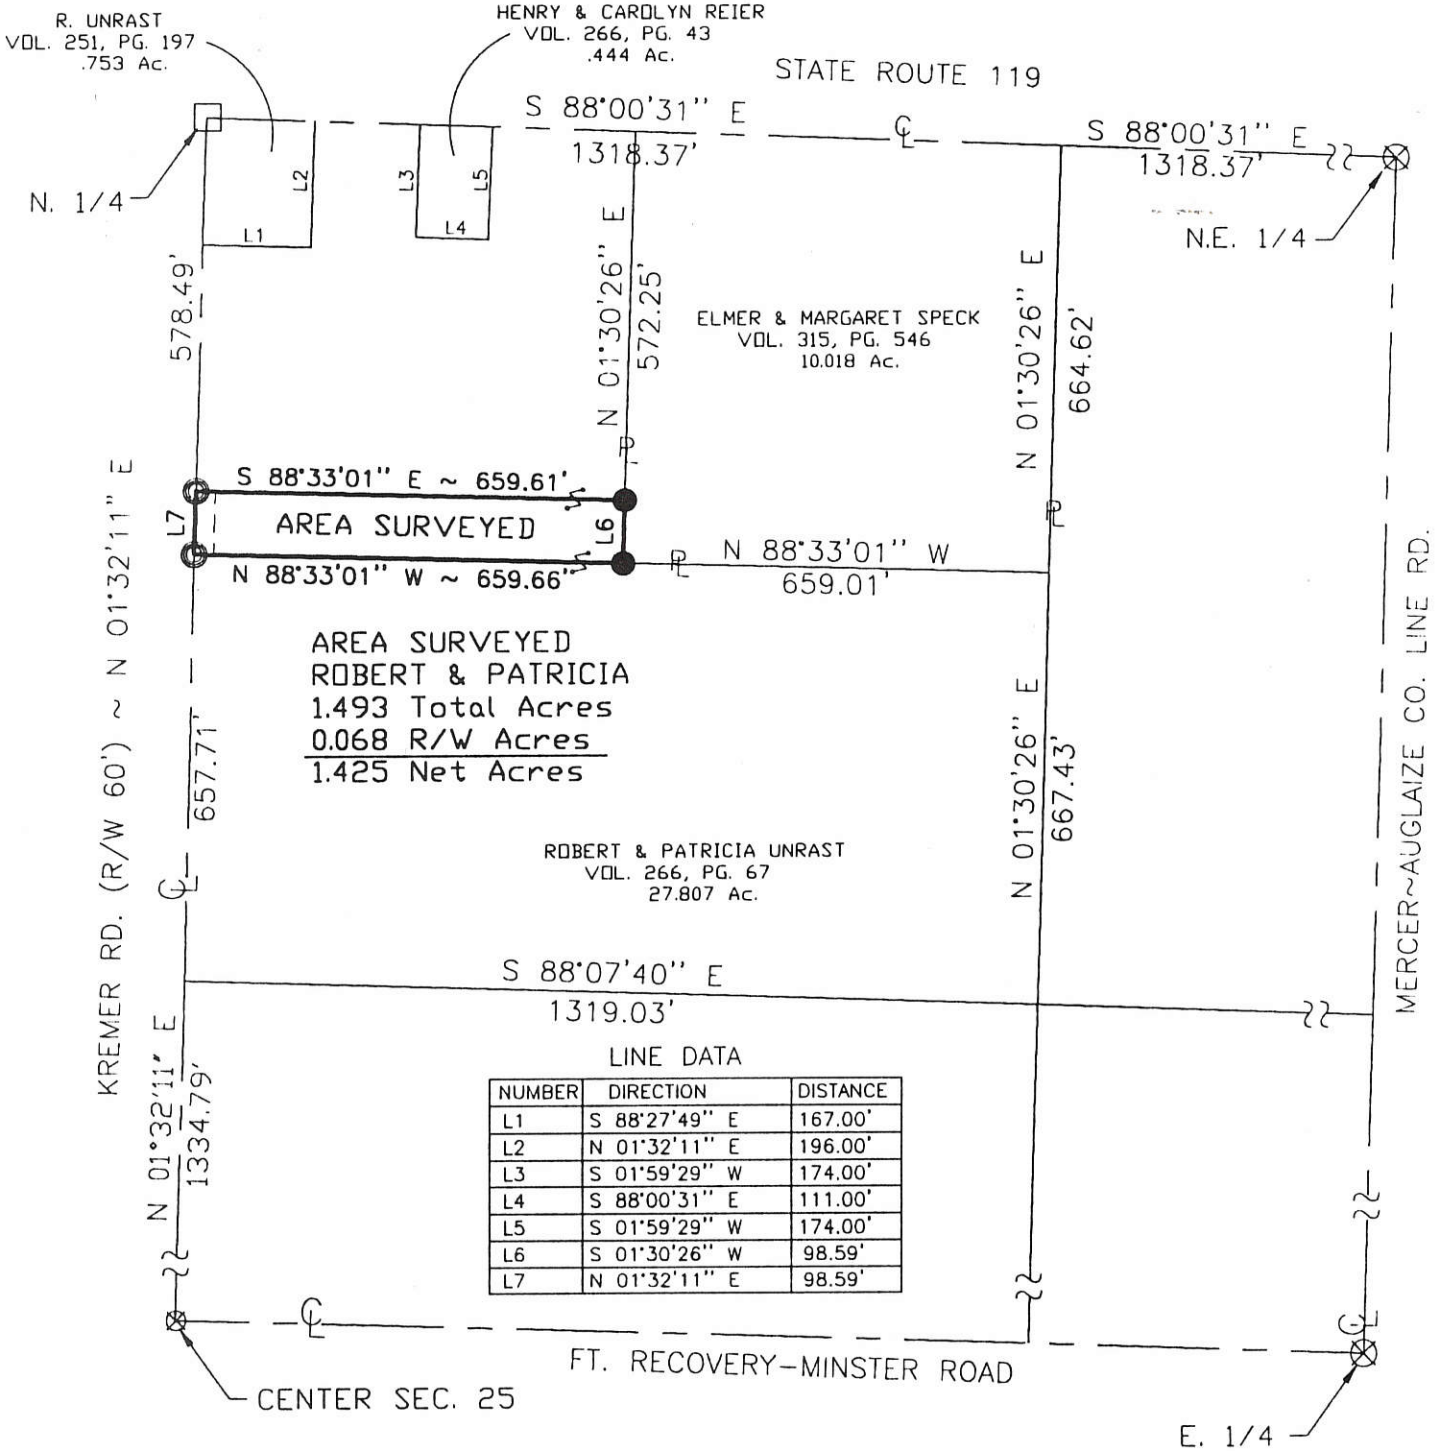 R. UNRAST
VOL. 251, PG. 197
.753 Ac.
HENRY & CAROLYN REIER
VOL. 266, PG. 43
.444 Ac.
STATE ROUTE 119
S 88°00'31" E
1318.37'
S 88°00'31" E
1318.37'
N. 1/4
N.E. 1/4
L1
L2
L3
L4
L5
578.49'
N 01°30'26" E
572.25'
ELMER & MARGARET SPECK
VOL. 315, PG. 546
10.018 Ac.
N 01°30'26" E
664.62'
S 88°33'01" E ~ 659.61'
L7
AREA SURVEYED
L6
N 88°33'01" W ~ 659.66'
N 88°33'01" W
659.01'
KREMER RD. (R/W 60') ~ N 01°32'11" E
MERCER~AUGLAIZE CO. LINE RD.
AREA SURVEYED
ROBERT & PATRICIA
1.493 Total Acres
0.068 R/W Acres
1.425 Net Acres
657.71'
N 01°30'26" E
667.43'
ROBERT & PATRICIA UNRAST
VOL. 266, PG. 67
27.807 Ac.
S 88°07'40" E
1319.03'
N 01°32'11" E
1334.79'
LINE DATA
NUMBER DIRECTION DISTANCE
L1 S 88°27'49" E 167.00'
L2 N 01°32'11" E 196.00'
L3 S 01°59'29" W 174.00'
L4 S 88°00'31" E 111.00'
L5 S 01°59'29" W 174.00'
L6 S 01°30'26" W 98.59'
L7 N 01°32'11" E 98.59'
FT. RECOVERY-MINSTER ROAD
CENTER SEC. 25
E. 1/4